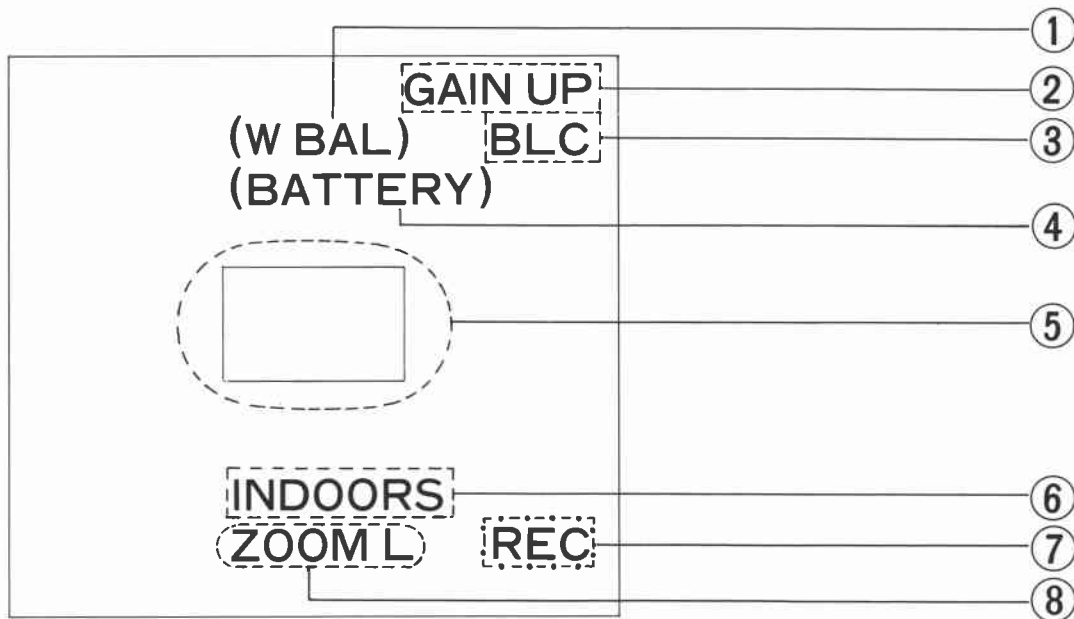 ①
GAIN UP ②
(W BAL) BLC ③
(BATTERY)
④
⑤
INDOORS ⑥
ZOOM L REC ⑦
⑧